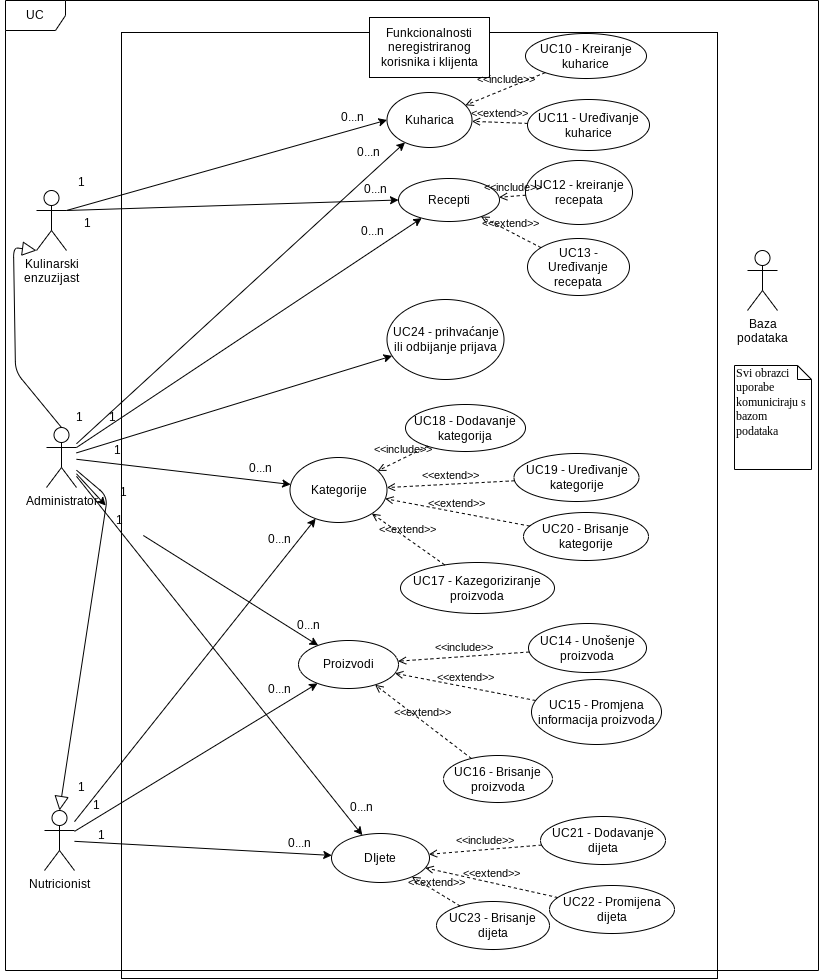 UC
Funkcionalnosti
neregistriranog
korisnika i klijenta
UC10 - Kreiranje
kuharice
<<include>>
0...n
Kuharica
<<extend>>
UC11 - Uređivanje
kuharice
0...n
1
0...n
Recepti
<<include>>
UC12 - kreiranje
recepata
1
0...n
<<extend>>
UC13 -
Uređivanje
recepata
Kulinarski
enzuzijast
Baza
podataka
UC24 - prihvaćanje
ili odbijanje prijava
Svi obrazci
uporabe
komuniciraju s
bazom
podataka
1
1
1
UC18 - Dodavanje
kategorija
<<include>>
0...n
Kategorije
<<extend>>
UC19 - Uređivanje
kategorije
Administrator
1
<<extend>>
UC20 - Brisanje
kategorije
1
0...n
<<extend>>
UC17 - Kazegoriziranje
proizvoda
0...n
Proizvodi
<<include>>
UC14 - Unošenje
proizvoda
0...n
<<extend>>
UC15 - Promjena
informacija proizvoda
<<extend>>
UC16 - Brisanje
proizvoda
1
1
0...n
1
0...n
DIjete
<<include>>
UC21 - Dodavanje
dijeta
Nutricionist
<<extend>>
<<extend>>
UC22 - Promijena
dijeta
UC23 - Brisanje
dijeta